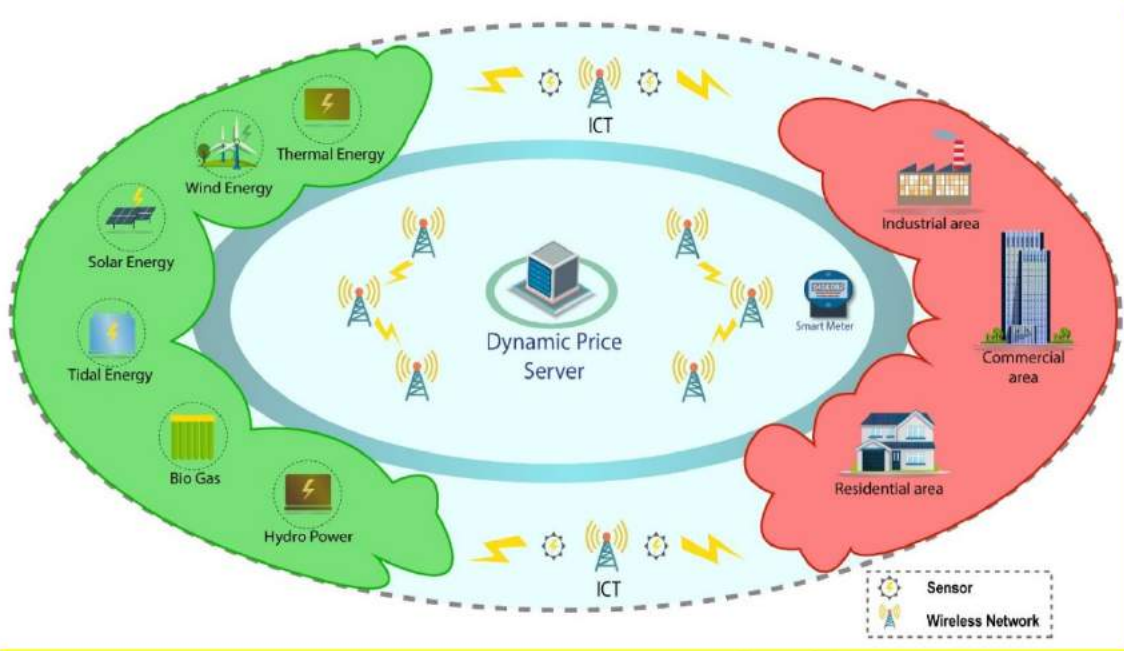 ICT
Thermal Energy
Wind Energy
Solar Energy
Tidal Energy
Bio Gas
Hydro Power
Dynamic Price
Server
Smart Meter
Industrial area
Commercial
area
Residential area
ICT
Sensor
Wireless Network